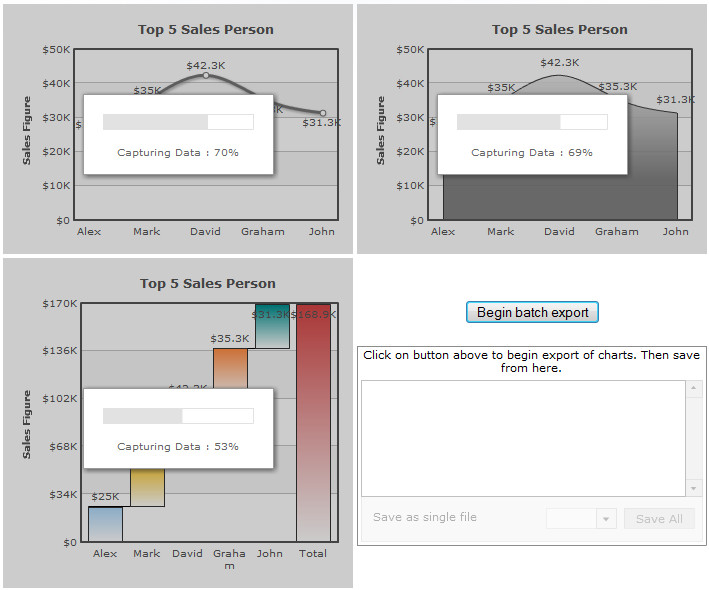 Top 5 Sales Person
Sales Figure
$50K
$40K
$30K
$20K
$10K
$0
$35K
$42.3K
$31.3K
Capturing Data : 70%
Alex
Mark
David
Graham
John
Top 5 Sales Person
Sales Figure
$50K
$40K
$30K
$20K
$10K
$0
$35K
$42.3K
$35.3K
$31.3K
Capturing Data : 69%
Alex
Mark
David
Graham
John
Top 5 Sales Person
Sales Figure
$170K
$136K
$102K
$68K
$34K
$0
$25K
$35.3K
$31.3K
$168.9K
Capturing Data : 53%
Alex
Mark
David
Graha
m
John
Total
Begin batch export
Click on button above to begin export of charts. Then save
from here.
Save as single file
Save All